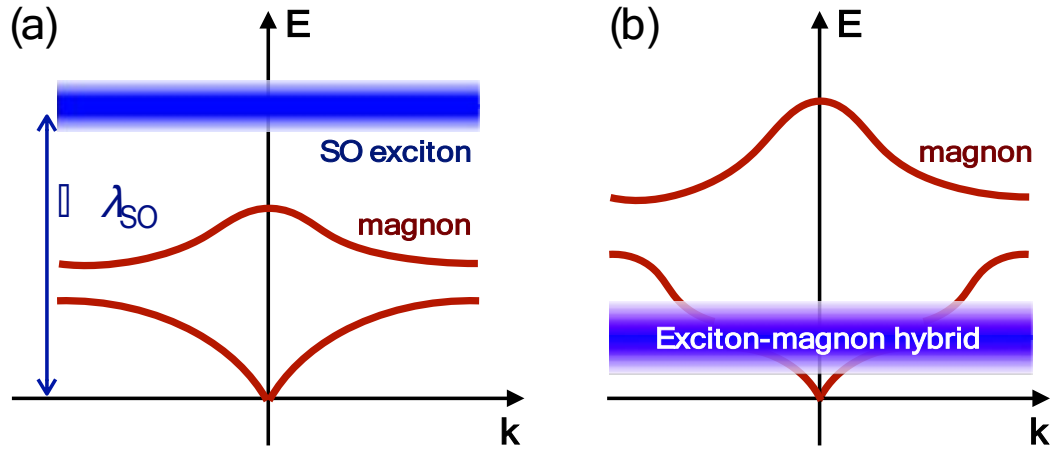 (a)
E
SO exciton
λSO
magnon
k
(b)
E
magnon
Exciton-magnon hybrid
k